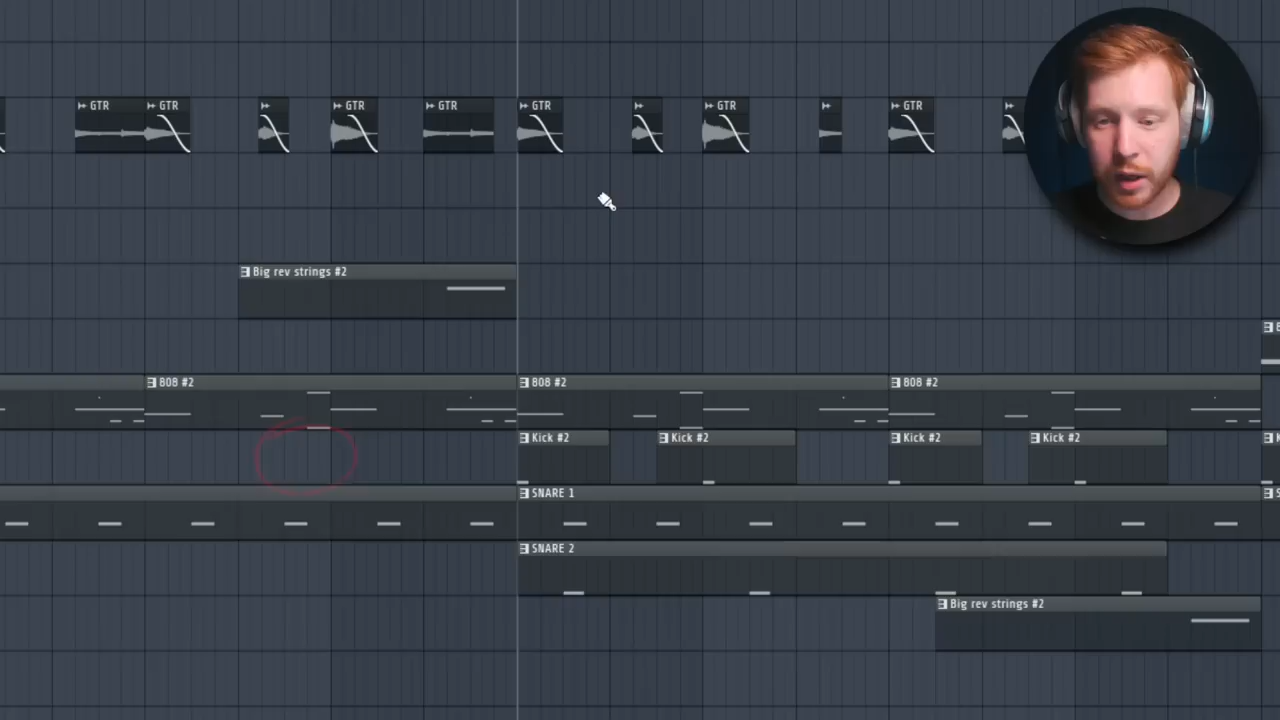 GTR GTR GTR GTR GTR GTR GTR
Big rev strings #2
808 #2 808 #2 808 #2
Kick #2 Kick #2 Kick #2 Kick #2
SNARE 1
SNARE 2
Big rev strings #2